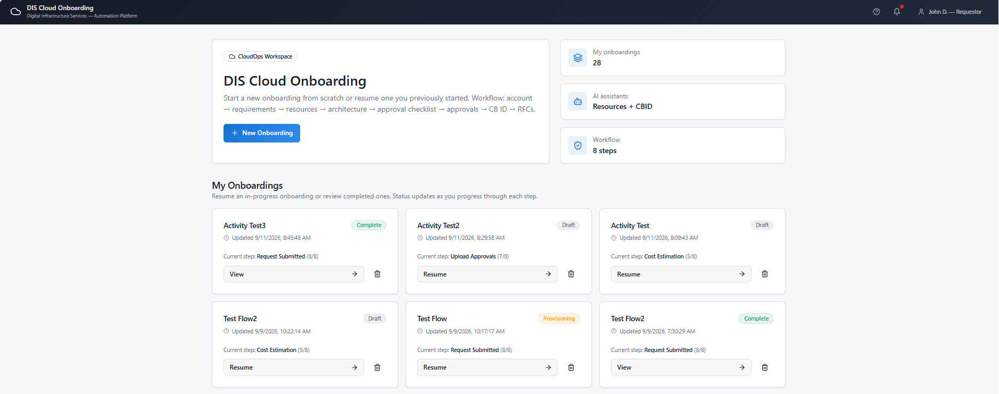 DIS Cloud Onboarding
Digital Infrastructure Services — Automation Platform
John D. — Requestor
CloudOps Workspace
DIS Cloud Onboarding
Start a new onboarding from scratch or resume one you previously started. Workflow: account
→ requirements → resources → architecture → approval checklist → approvals → CB ID → RFCs.
+ New Onboarding
My onboardings
28
AI assistants
Resources + CBID
Workflow
8 steps
My Onboardings
Resume an in-progress onboarding or review completed ones. Status updates as you progress through each step.
Activity Test3
Complete
Updated 9/11/2026, 8:45:48 AM
Current step: Request Submitted (8/8)
View →
Activity Test2
Draft
Updated 9/11/2026, 8:29:58 AM
Current step: Upload Approvals (7/8)
Resume →
Activity Test
Draft
Updated 9/11/2026, 8:09:43 AM
Current step: Cost Estimation (5/8)
Resume →
Test Flow2
Draft
Updated 9/9/2026, 10:22:14 AM
Current step: Cost Estimation (5/8)
Resume →
Test Flow
Provisioning
Updated 9/9/2026, 10:17:17 AM
Current step: Request Submitted (8/8)
Resume →
Test Flow2
Complete
Updated 9/9/2026, 7:30:29 AM
Current step: Request Submitted (8/8)
View →